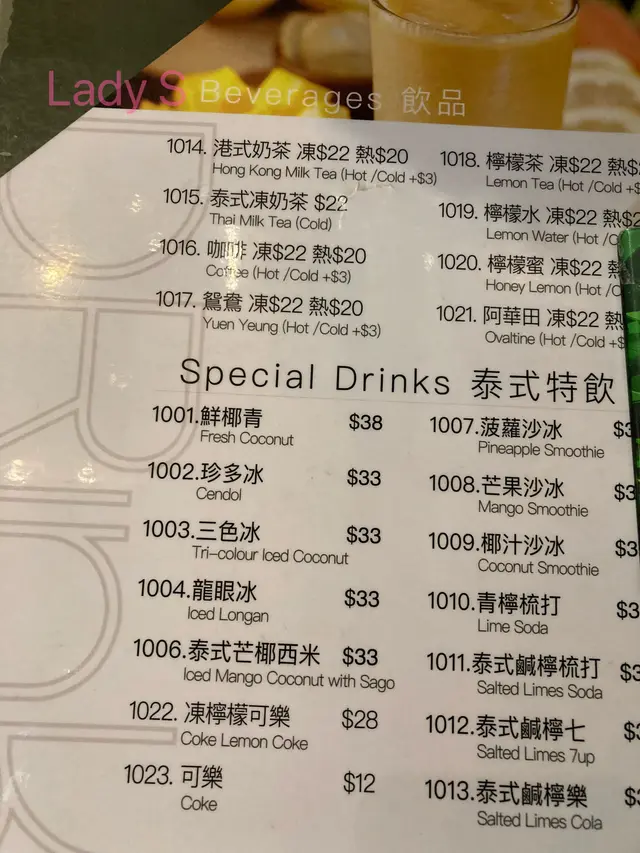 Lady S
Beverages 飲品
1014. 港式奶茶 凍$22 熱$20
Hong Kong Milk Tea (Hot /Cold +$3)
1015. 泰式凍奶茶 $22
Thai Milk Tea (Cold)
1016. 咖啡 凍$22 熱$20
Coffee (Hot /Cold +$3)
1017. 鴛鴦 凍$22 熱$20
Yuen Yeung (Hot /Cold +$3)
1018. 檸檬茶 凍$22 熱
Lemon Tea (Hot /Cold
1019. 檸檬水 凍$22 熱
Lemon Water (Hot
1020. 檸檬蜜 凍$22 熱
Honey Lemon (Hot
1021. 阿華田 凍$22 熱
Ovaltine (Hot /Cold
Special Drinks 泰式特飲
1001.鮮椰青 $38
Fresh Coconut
1002.珍多冰 $33
Cendol
1003.三色冰 $33
Tri-colour Iced Coconut
1004.龍眼冰 $33
Iced Longan
1006.泰式芒椰西米 $33
Iced Mango Coconut with Sago
1022. 凍檸檬可樂 $28
Coke Lemon Coke
1023. 可樂 $12
Coke
1007.菠蘿沙冰
Pineapple Smoothie
1008.芒果沙冰
Mango Smoothie
1009.椰汁沙冰
Coconut Smoothie
1010.青檸梳打
Lime Soda
1011.泰式鹹檸梳打
Salted Limes Soda
1012.泰式鹹檸七
Salted Limes 7up
1013.泰式鹹檸樂
Salted Limes Cola